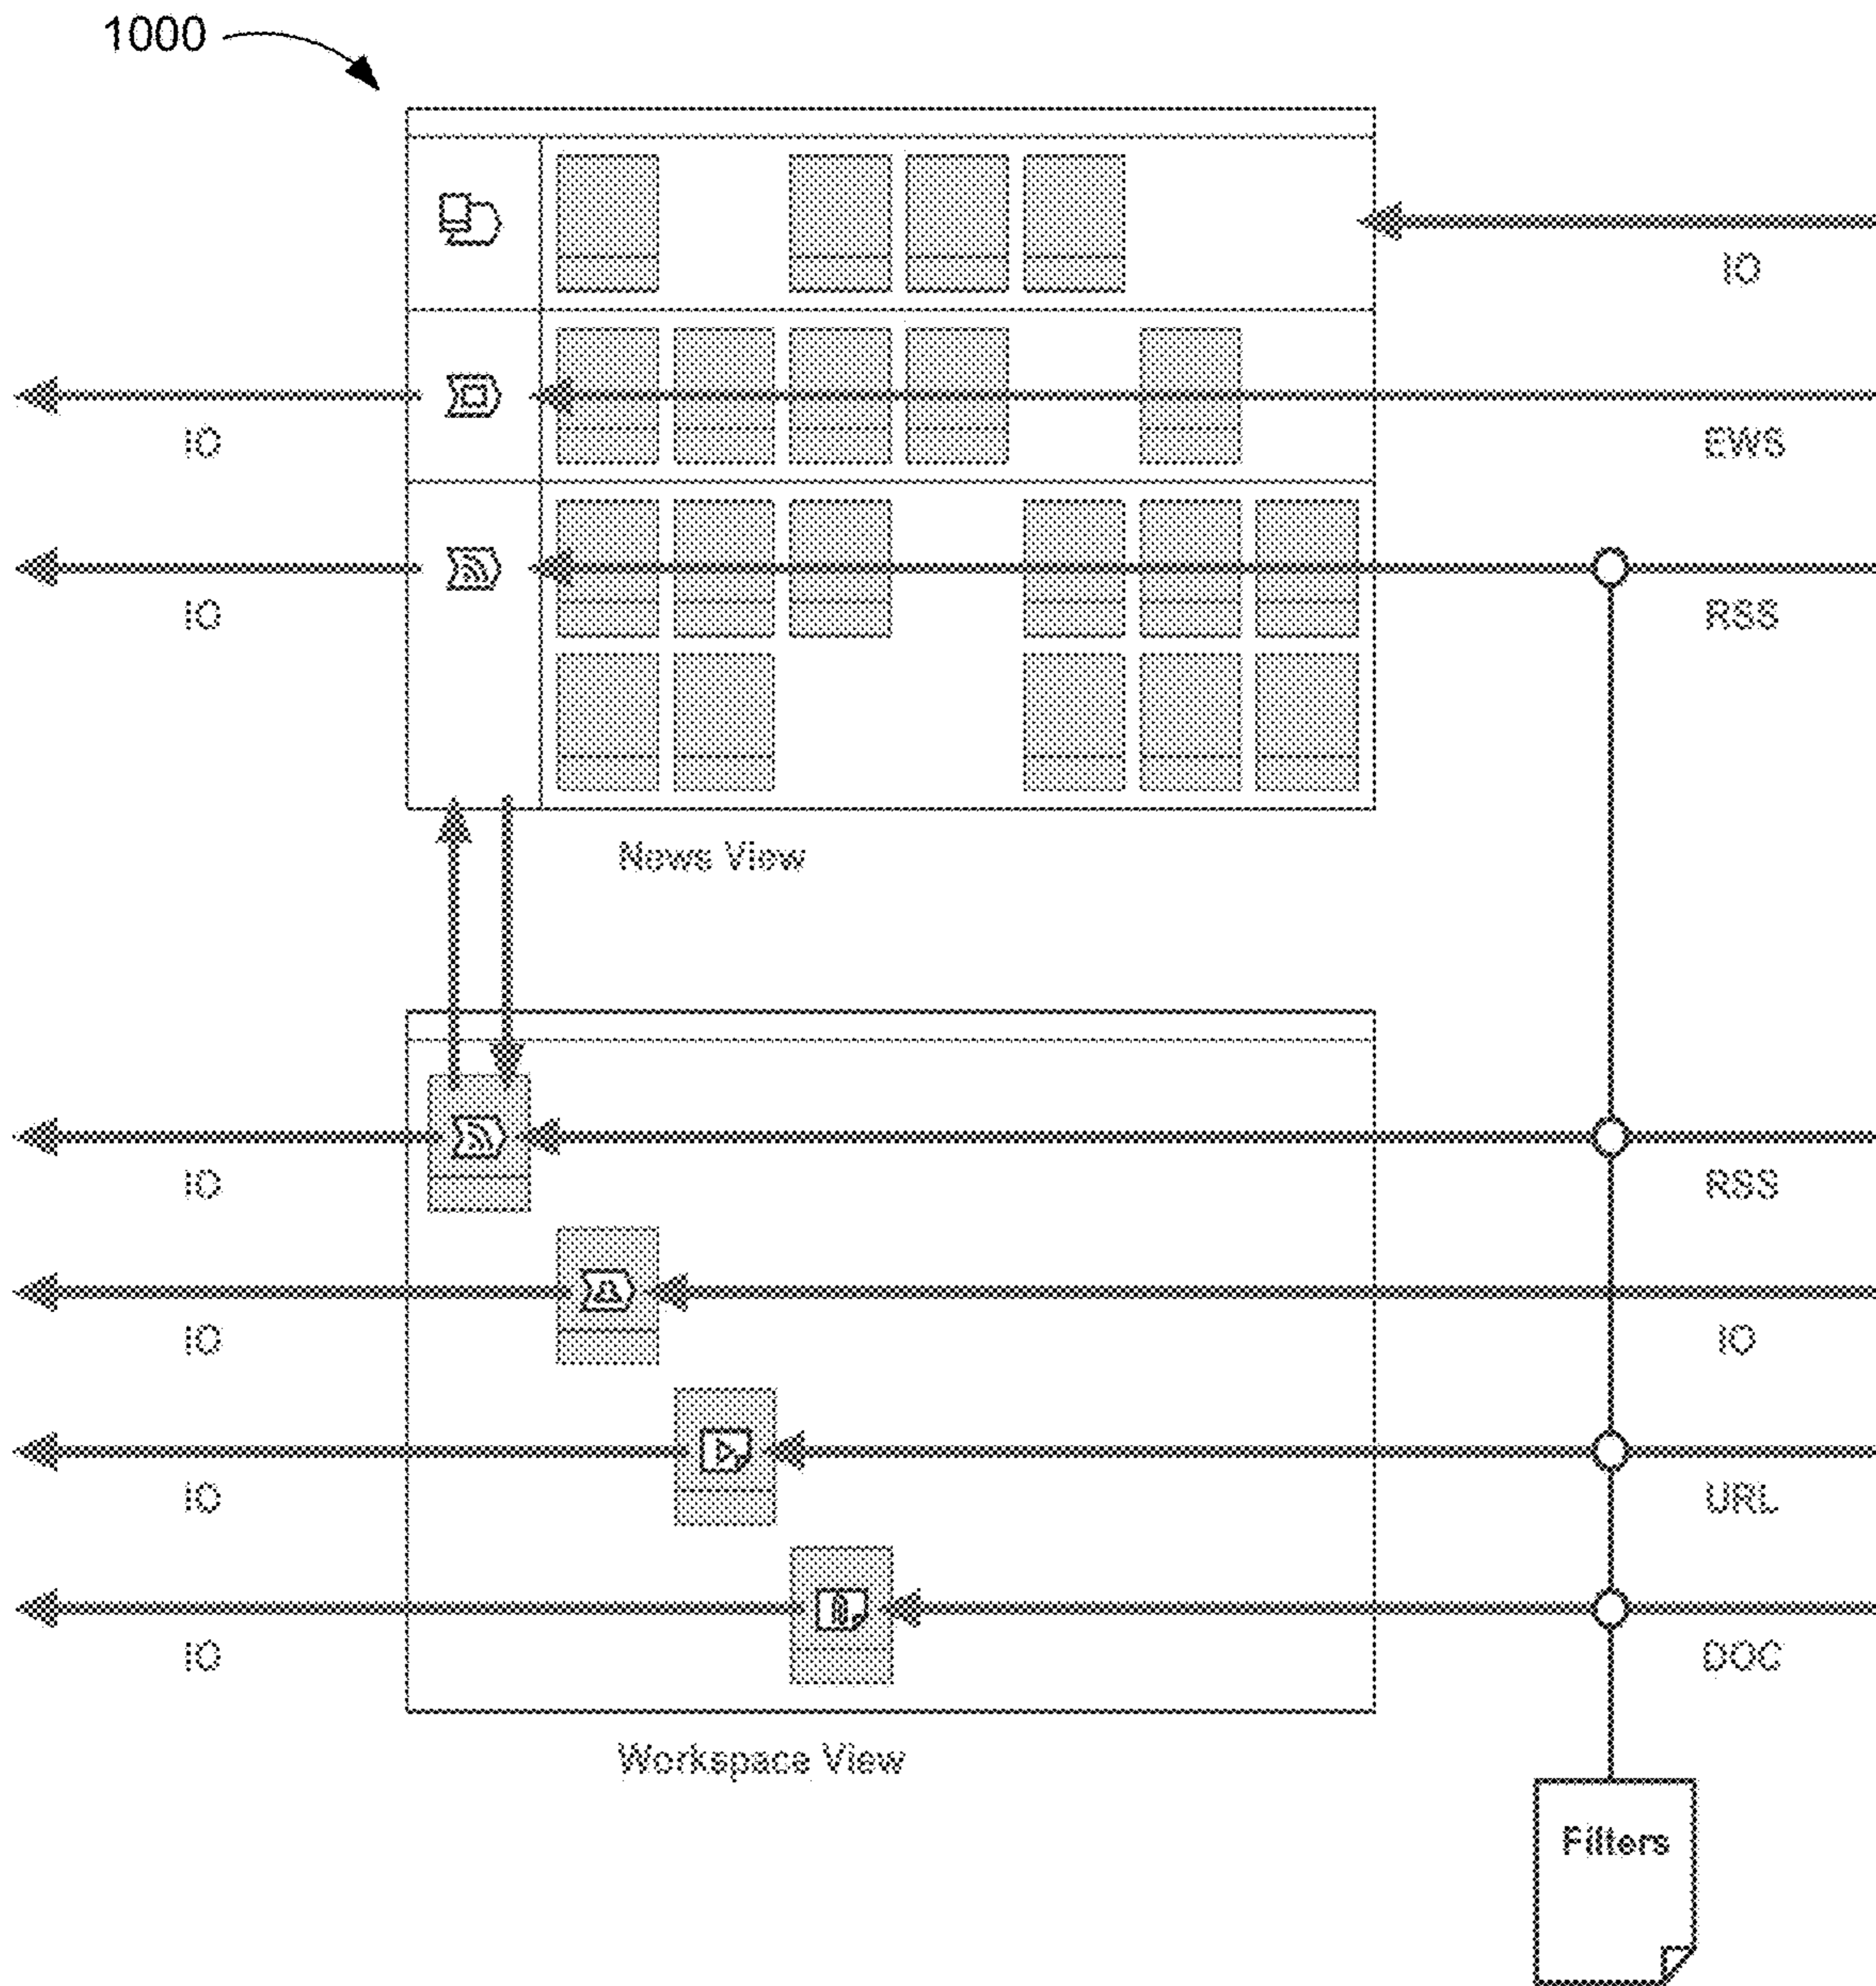 1000
IO
IO
EWS
IO
RSS
News View
IO
RSS
IO
IO
IO
URL
IO
DOC
Workspace View
Filters